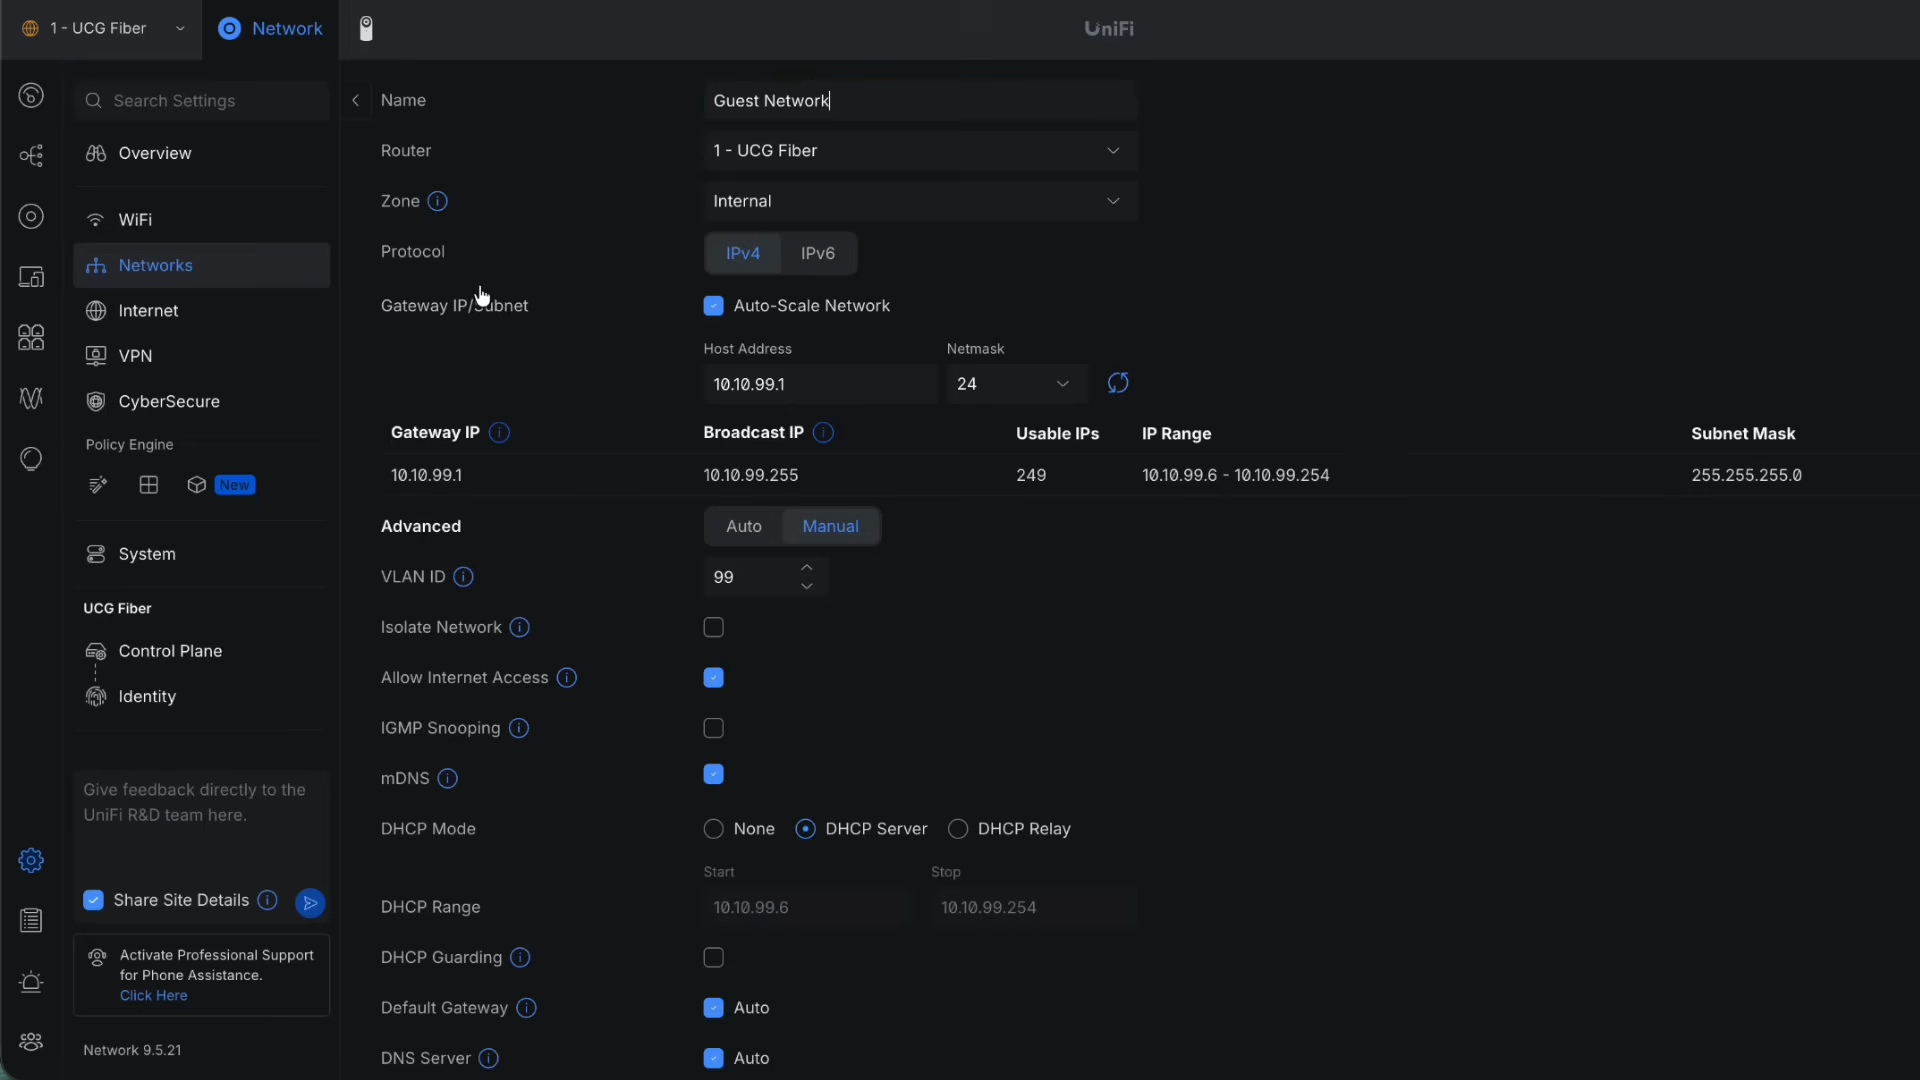 1 - UCG Fiber
Network
UniFi
Search Settings
Overview
WiFi
Networks
Internet
VPN
CyberSecure
Policy Engine
New
System
UCG Fiber
Control Plane
Identity
Give feedback directly to the
UniFi R&D team here.
Share Site Details
Activate Professional Support
for Phone Assistance.
Click Here
Network 9.5.21
Name
Guest Network
Router
1 - UCG Fiber
Zone
Internal
Protocol
IPv4 IPv6
Gateway IP/Subnet
Auto-Scale Network
Host Address Netmask
10.10.99.1 24
Gateway IP Broadcast IP Usable IPs IP Range Subnet Mask
10.10.99.1 10.10.99.255 249 10.10.99.6 - 10.10.99.254 255.255.255.0
Advanced
Auto Manual
VLAN ID
99
Isolate Network
Allow Internet Access
IGMP Snooping
mDNS
DHCP Mode
None DHCP Server DHCP Relay
Start Stop
DHCP Range
10.10.99.6 10.10.99.254
DHCP Guarding
Default Gateway
Auto
DNS Server
Auto